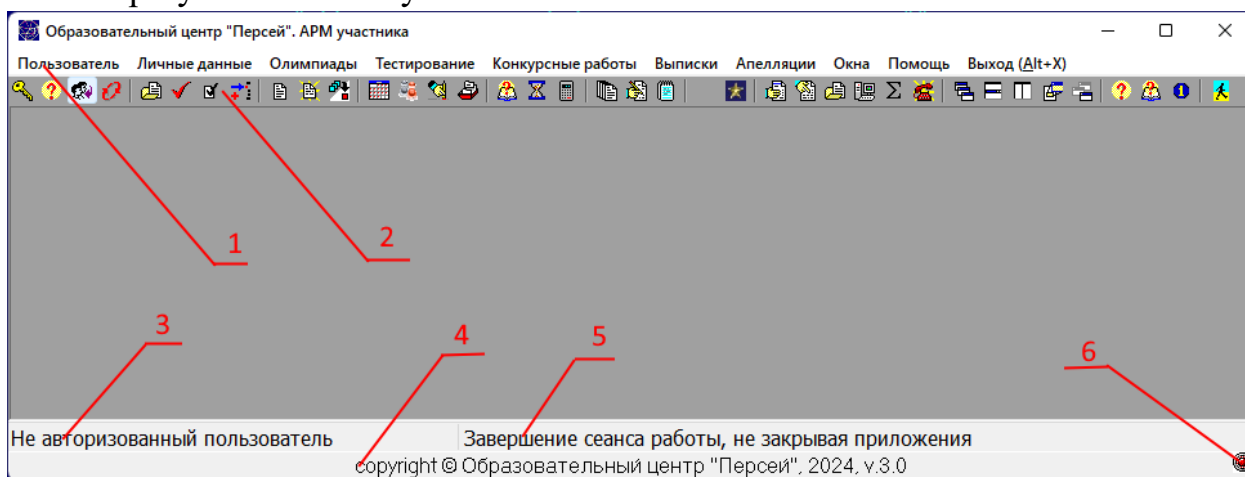 Образовательный центр "Персей". АРМ участника
Пользователь Личные данные Олимпиады Тестирование Конкурсные работы Выписки Апелляции Окна Помощь Выход (Alt+X)
1
2
3
4
5
6
Не авторизованный пользователь Завершение сеанса работы, не закрывая приложения
copyright © Образовательный центр "Персей", 2024, v.3.0